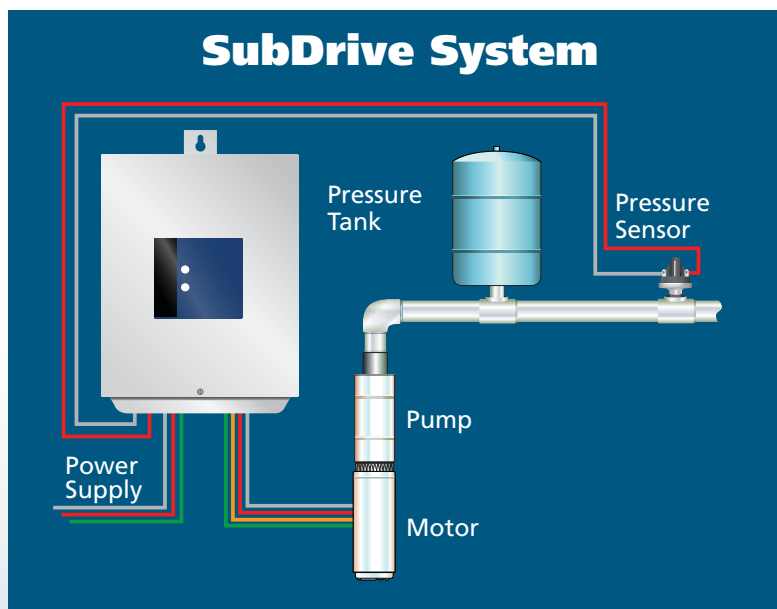 SubDrive System
Pressure
Tank
Pressure
Sensor
Pump
Power
Supply
Motor